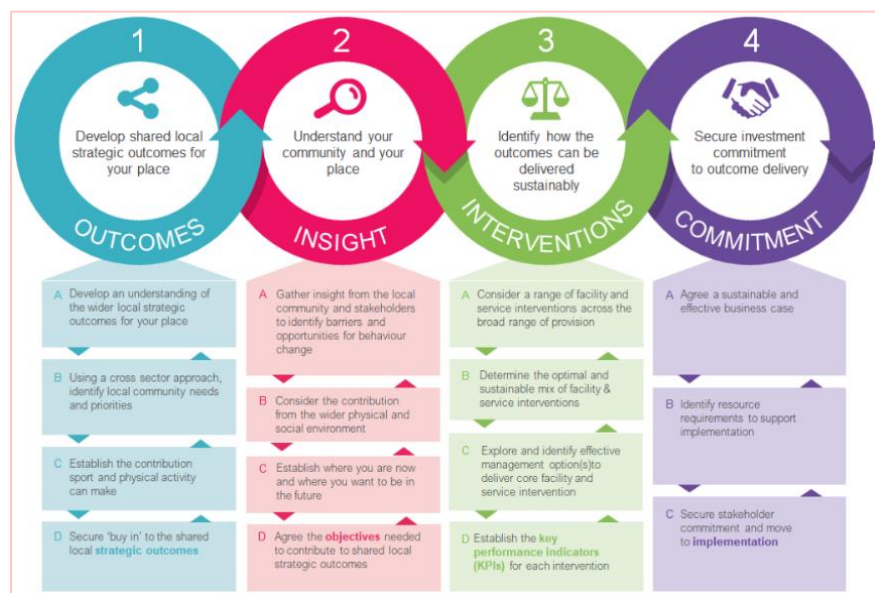 1
Develop shared local
strategic outcomes for
your place
OUTCOMES
A Develop an understanding of
the wider local strategic
outcomes for your place
B Using a cross sector approach,
identify local community needs
and priorities
C Establish the contribution
sport and physical activity
can make
D Secure 'buy in' to the shared
local strategic outcomes
2
Understand your
community and your
place
INSIGHT
A Gather insight from the local
community and stakeholders
to identify barriers and
opportunities for behaviour
change
B Consider the contribution
from the wider physical and
social environment
C Establish where you are now
and where you want to be in
the future
D Agree the objectives needed
to contribute to shared local
strategic outcomes
3
Identify how the
outcomes can be
delivered
sustainably
INTERVENTIONS
A Consider a range of facility and
service interventions across the
broad range of provision
B Determine the optimal and
sustainable mix of facility &
service interventions
C Explore and identify effective
management option(s)to
deliver core facility and
service intervention
D Establish the key
performance indicators
(KPIs) for each intervention
4
Secure investment
commitment
to outcome delivery
COMMITMENT
A Agree a sustainable and
effective business case
B Identify resource
requirements to support
implementation
C Secure stakeholder
commitment and move
to implementation